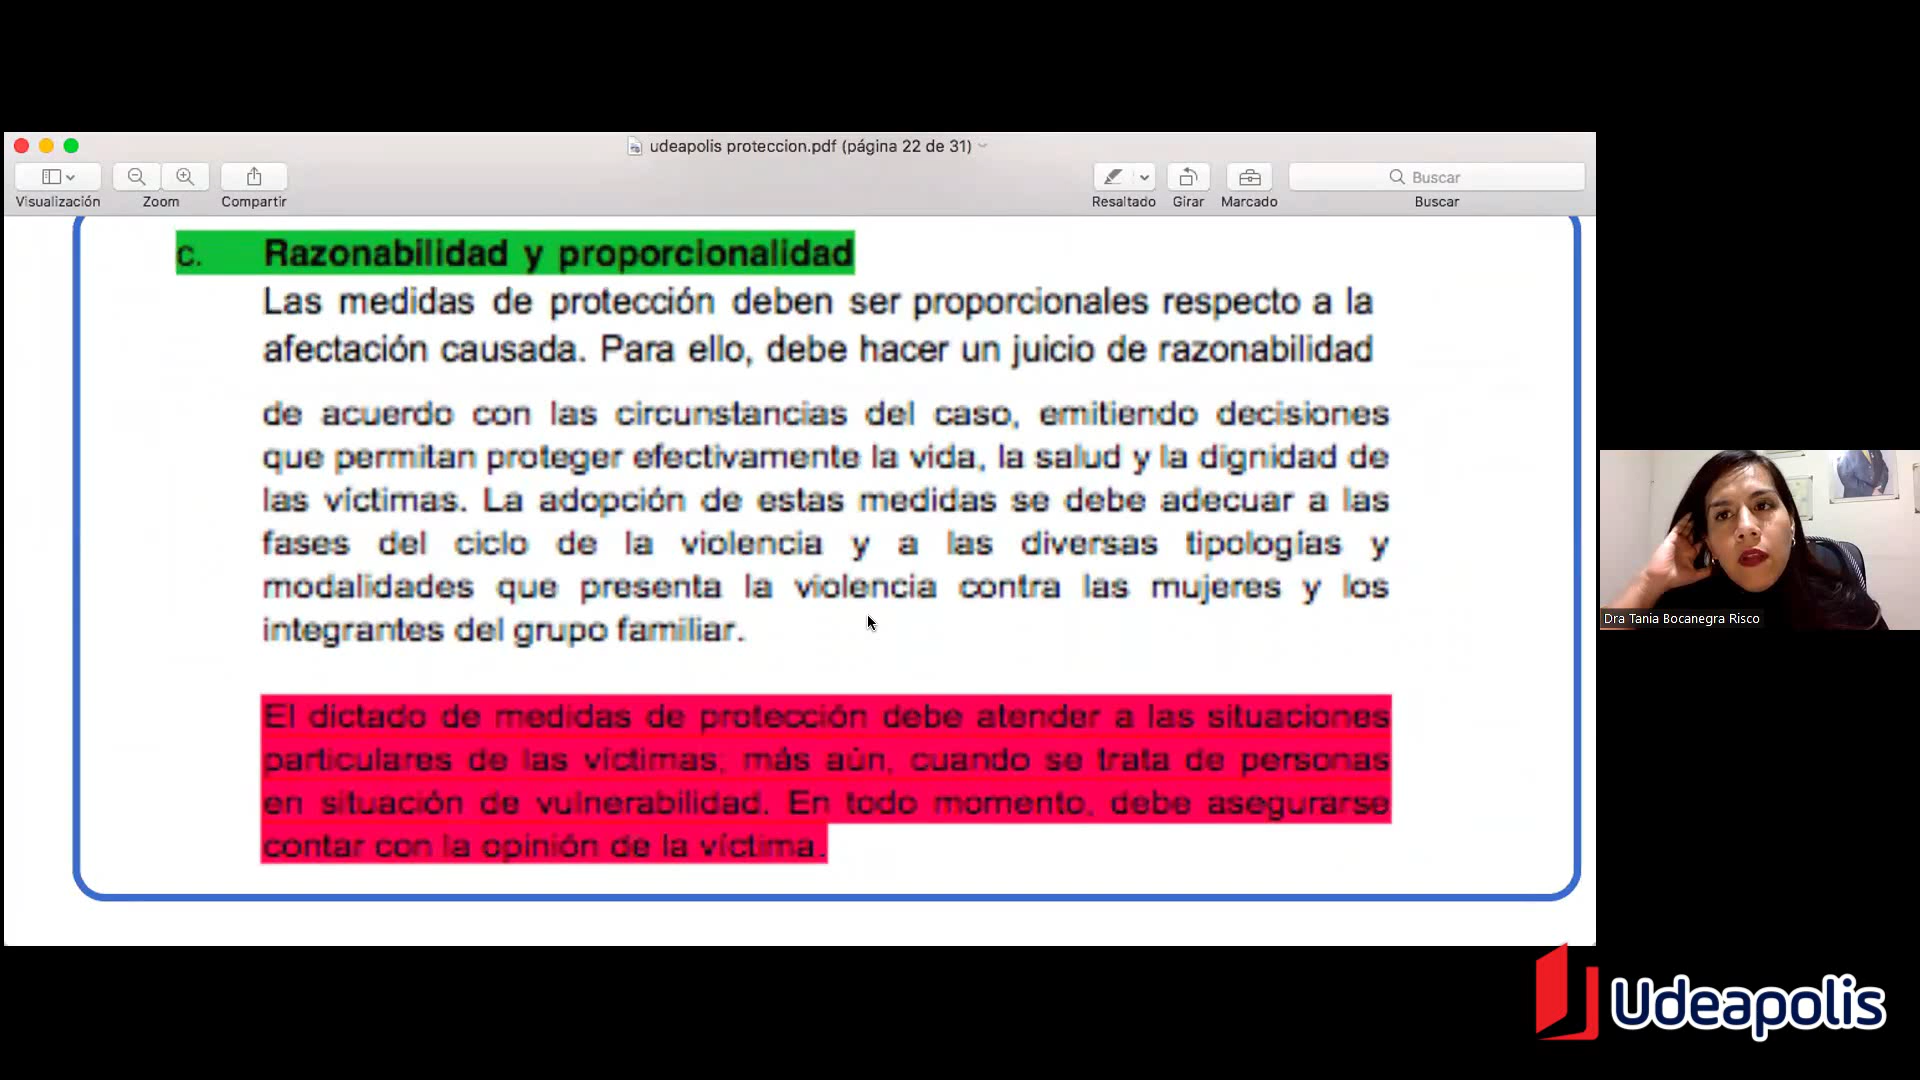 udeapolis proteccion.pdf (página 22 de 31)
Visualización
Zoom
Compartir
Resaltado
Girar
Marcado
Buscar
Buscar
c. Razonabilidad y proporcionalidad
Las medidas de protección deben ser proporcionales respecto a la
afectación causada. Para ello, debe hacer un juicio de razonabilidad
de acuerdo con las circunstancias del caso, emitiendo decisiones
que permitan proteger efectivamente la vida, la salud y la dignidad de
las víctimas. La adopción de estas medidas se debe adecuar a las
fases del ciclo de la violencia y a las diversas tipologías y
modalidades que presenta la violencia contra las mujeres y los
integrantes del grupo familiar.
El dictado de medidas de protección debe atender a las situaciones
particulares de las víctimas; más aún, cuando se trata de personas
en situación de vulnerabilidad. En todo momento, debe asegurarse
contar con la opinión de la víctima.
Dra Tania Bocanegra Risco
Udeapolis